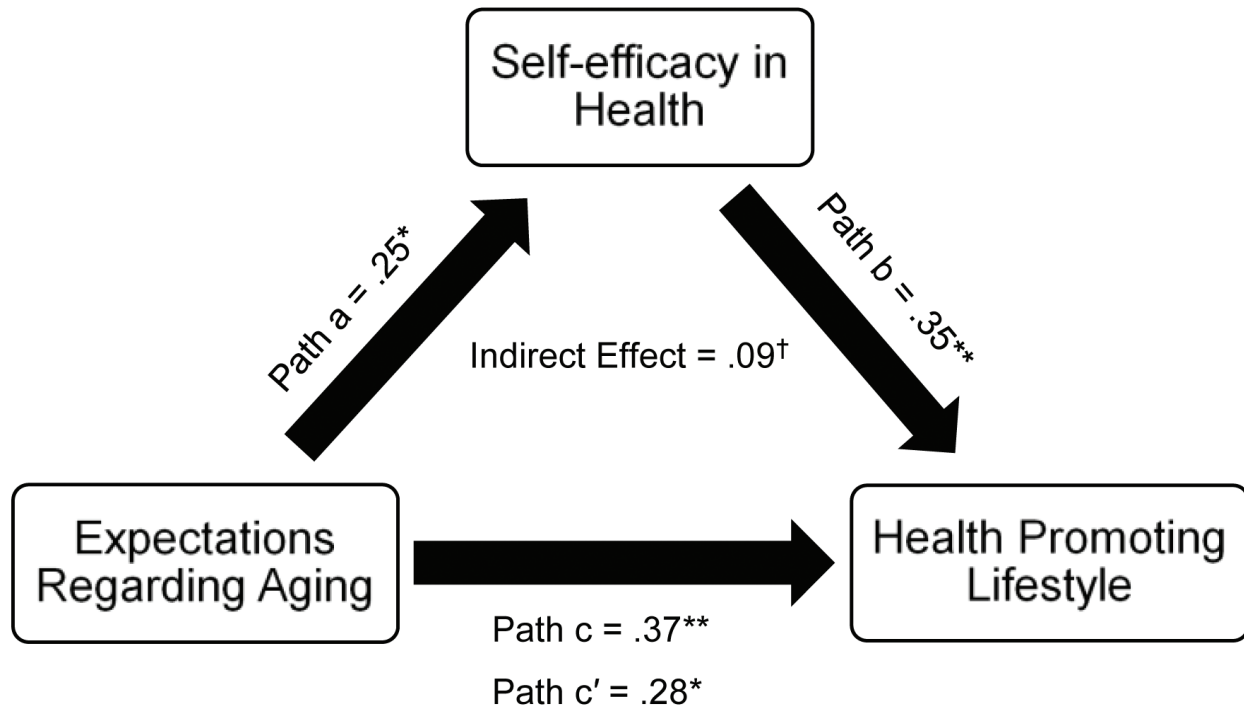 Self-efficacy in
Health
Path a = .25*
Path b = .35**
Indirect Effect = .09†
Expectations
Regarding Aging
Health Promoting
Lifestyle
Path c = .37**
Path c′ = .28*